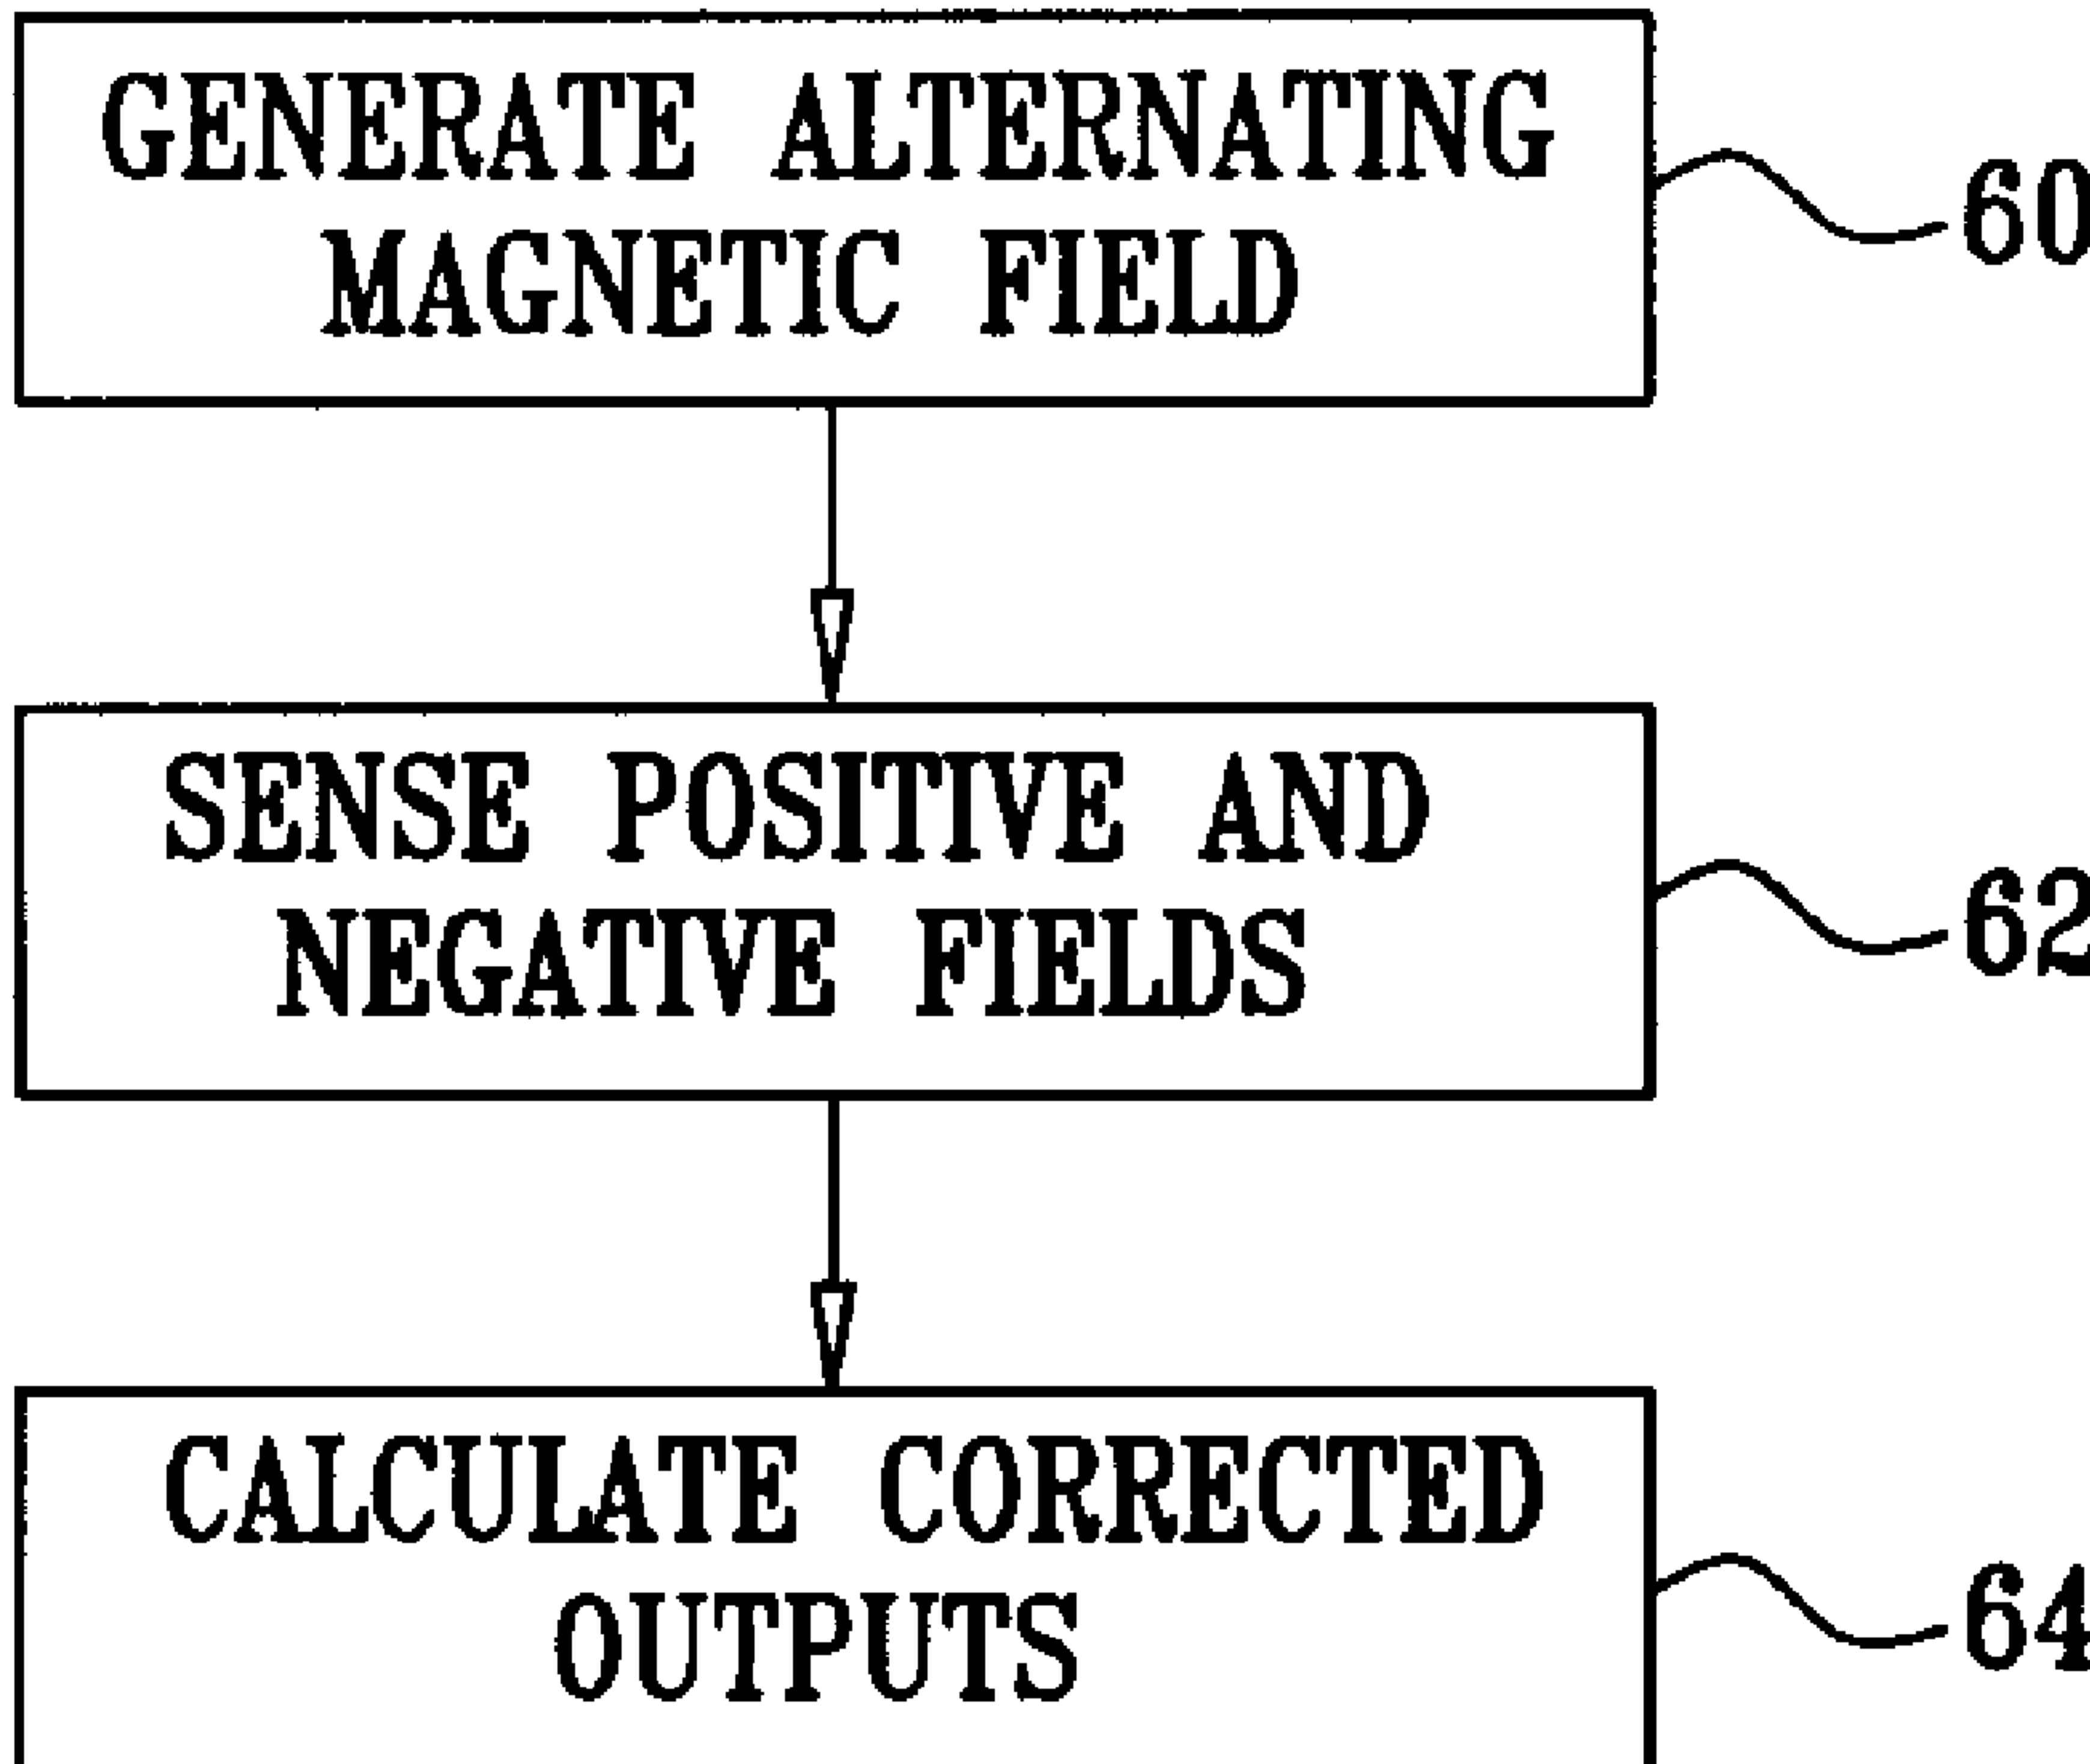 GENERATE ALTERNATING
MAGNETIC FIELD
60
SENSE POSITIVE AND
NEGATIVE FIELDS
62
CALCULATE CORRECTED
OUTPUTS
64